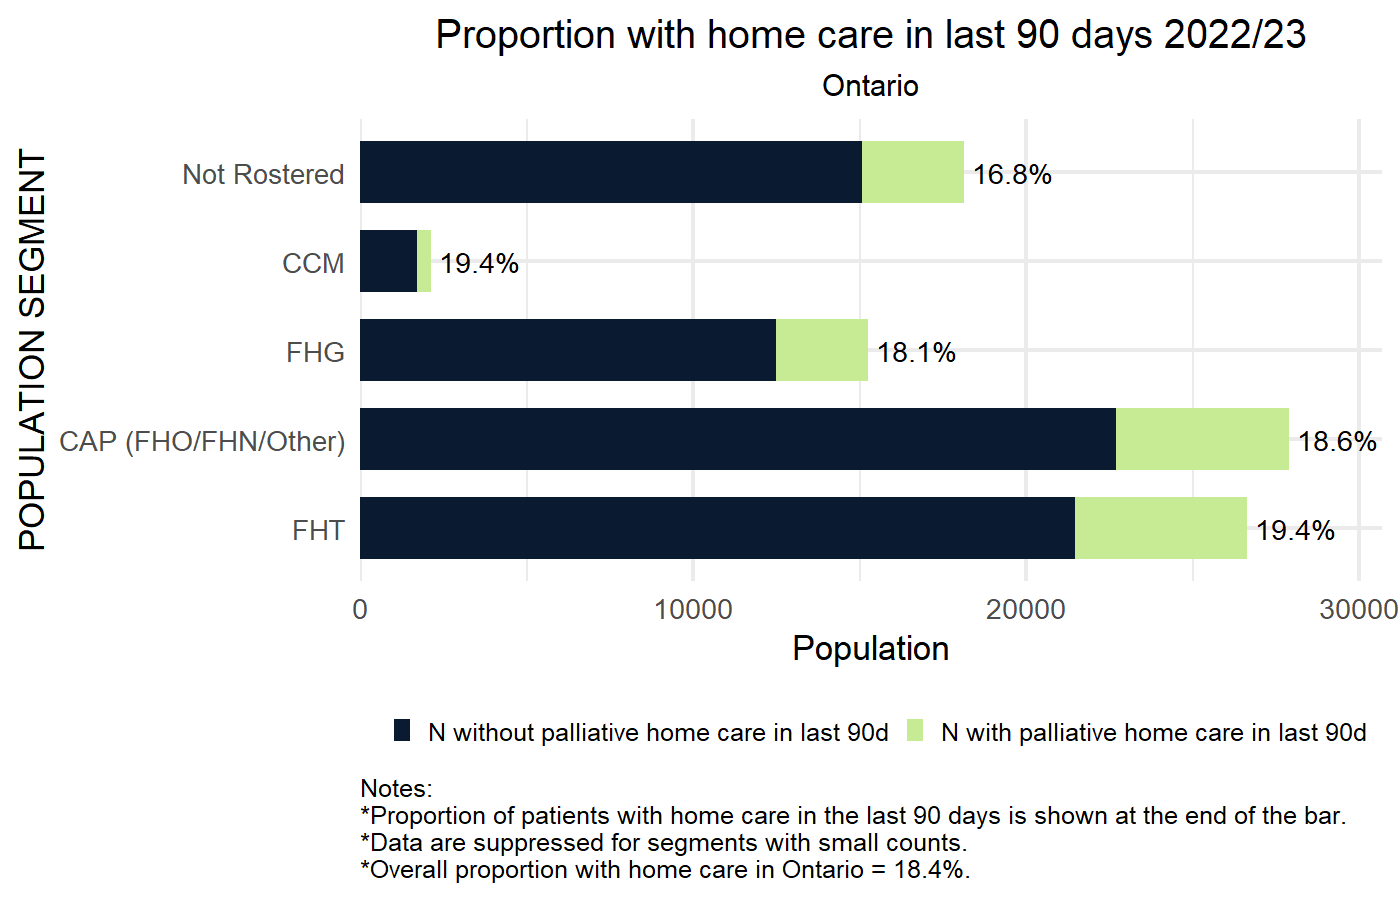 Proportion with home care in last 90 days 2022/23
Ontario
POPULATION SEGMENT
Not Rostered
16.8%
CCM
19.4%
FHG
18.1%
CAP (FHO/FHN/Other)
18.6%
FHT
19.4%
0
10000
20000
30000
Population
N without palliative home care in last 90d
N with palliative home care in last 90d
Notes:
*Proportion of patients with home care in the last 90 days is shown at the end of the bar.
*Data are suppressed for segments with small counts.
*Overall proportion with home care in Ontario = 18.4%.